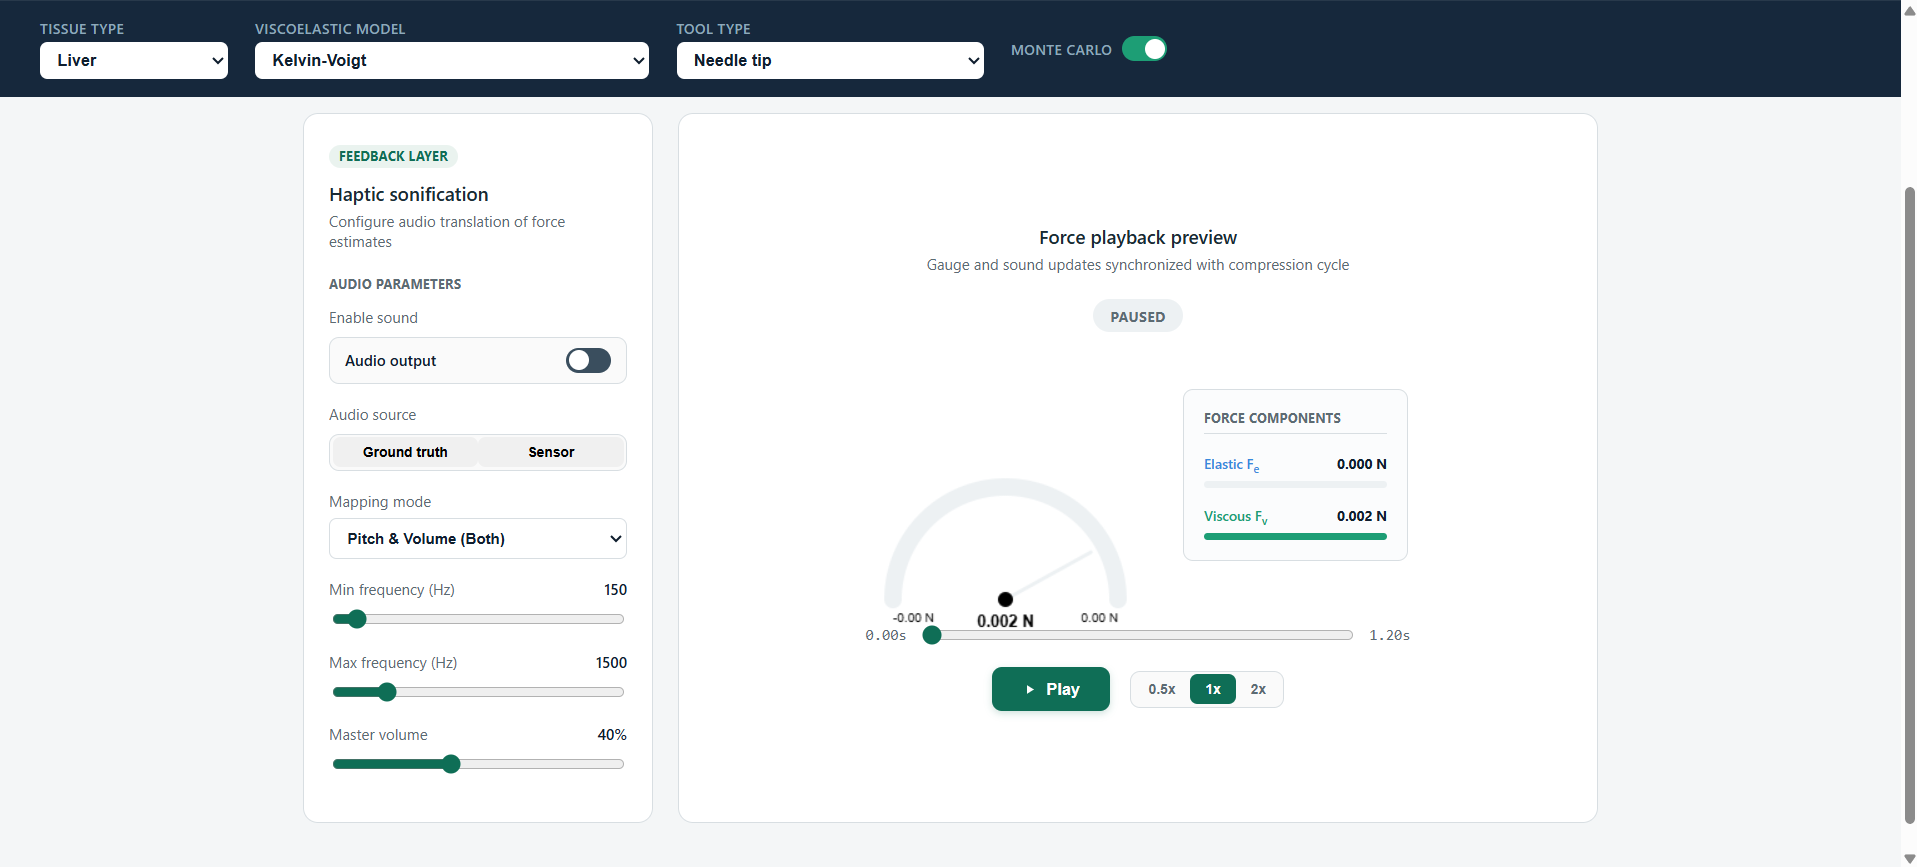 TISSUE TYPE
Liver
VISCOELASTIC MODEL
Kelvin-Voigt
TOOL TYPE
Needle tip
MONTE CARLO
FEEDBACK LAYER
Haptic sonification
Configure audio translation of force
estimates
AUDIO PARAMETERS
Enable sound
Audio output
Audio source
Ground truth Sensor
Mapping mode
Pitch & Volume (Both)
Min frequency (Hz) 150
Max frequency (Hz) 1500
Master volume 40%
Force playback preview
Gauge and sound updates synchronized with compression cycle
PAUSED
FORCE COMPONENTS
Elastic Fe 0.000 N
Viscous Fv 0.002 N
-0.00 N 0.002 N 0.00 N
0.00s 1.20s
Play 0.5x 1x 2x